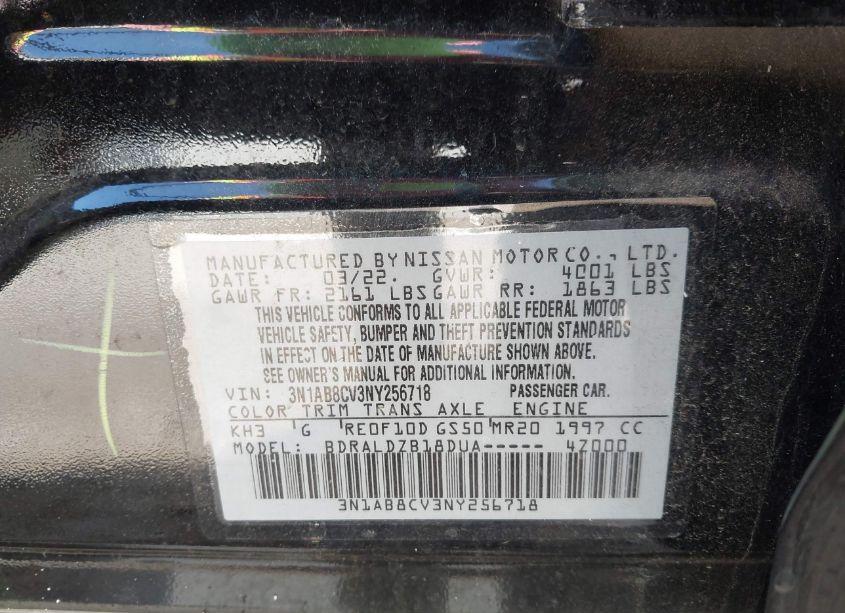 MANUFACTURED BY NISSAN MOTOR CO., LTD.
DATE: 03/22. GVWR: 4001 LBS
GAWR FR: 2161 LBS GAWR RR: 1863 LBS
THIS VEHICLE CONFORMS TO ALL APPLICABLE FEDERAL MOTOR
VEHICLE SAFETY, BUMPER AND THEFT PREVENTION STANDARDS
IN EFFECT ON THE DATE OF MANUFACTURE SHOWN ABOVE.
SEE OWNER'S MANUAL FOR ADDITIONAL INFORMATION.
VIN: 3N1AB8CV3NY256718 PASSENGER CAR.
COLOR TRIM TRANS AXLE ENGINE
KH3 G RE0F10D GS50 MR20 1997 CC
MODEL: BDRALDZB18DUA----- 4Z000
3N1AB8CV3NY256718